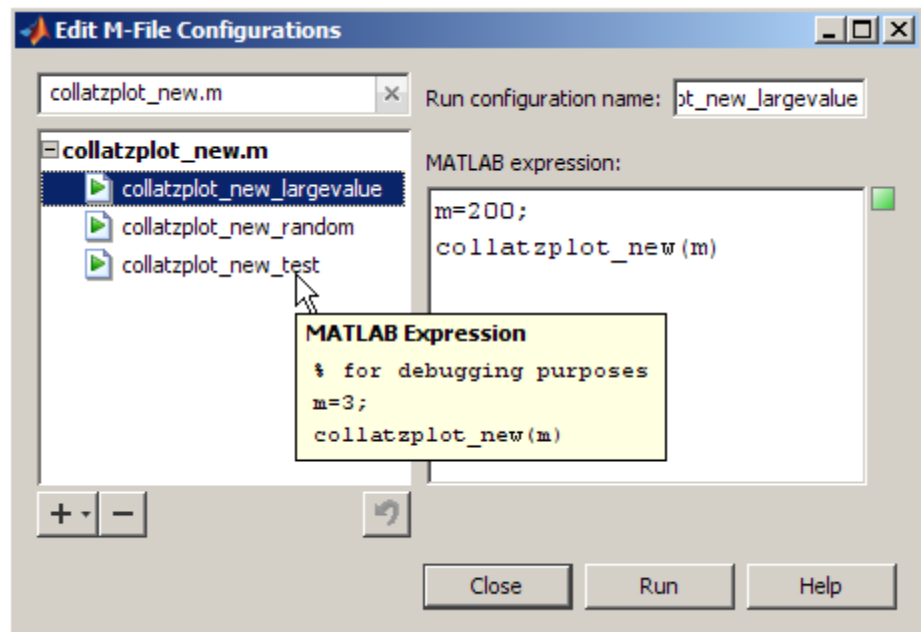 Edit M-File Configurations
collatzplot_new.m
Run configuration name: ot_new_largevalue
collatzplot_new.m
collatzplot_new_largevalue
collatzplot_new_random
collatzplot_new_test
MATLAB expression:
m=200;
collatzplot_new(m)
MATLAB Expression
% for debugging purposes
m=3;
collatzplot_new(m)
Close
Run
Help